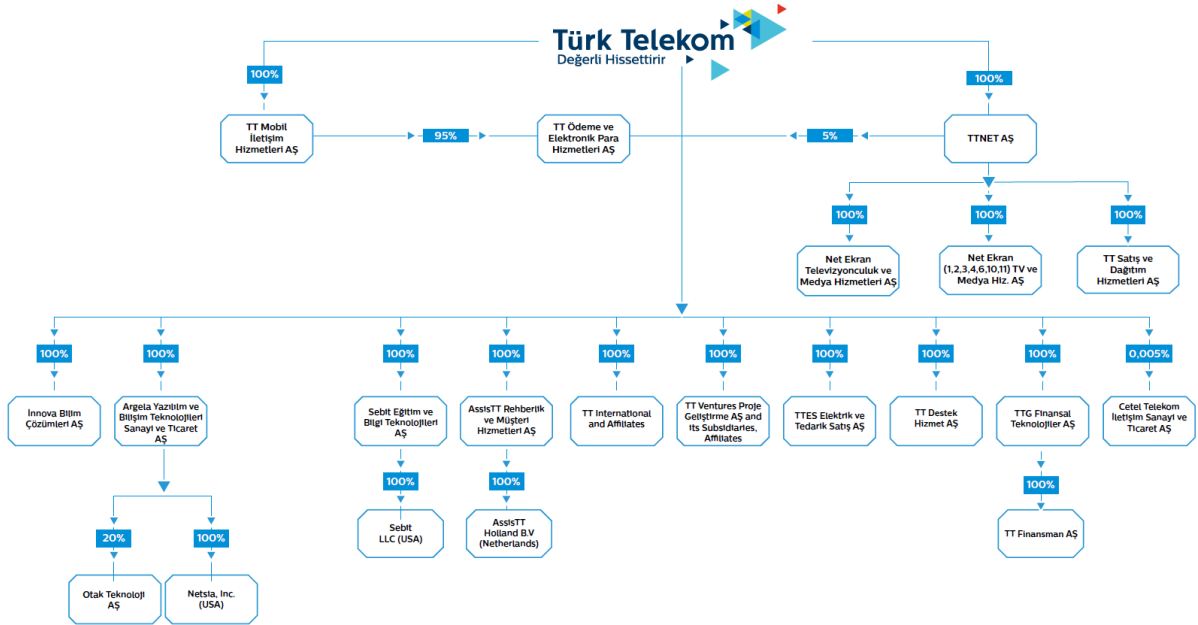 Türk Telekom
Değerli Hissettirir
100%
100%
TT Mobil
İletişim
Hizmetleri AŞ
95%
TT Ödeme ve
Elektronik Para
Hizmetleri AŞ
5%
TTNET AŞ
100%
100%
100%
Net Ekran
Televizyonculuk ve
Medya Hizmetleri AŞ
Net Ekran
(1,2,3,4,6,10,11) TV ve
Medya Hiz. AŞ
TT Satış ve
Dağıtım
Hizmetleri AŞ
100%
100%
100%
100%
100%
100%
100%
100%
100%
0,005%
İnnova Bilim
Çözümleri AŞ
Argela Yazılım ve
Bilişim Teknolojileri
Sanayi ve Ticaret
AŞ
Sebit Eğitim ve
Bilgi Teknolojileri
AŞ
AssisTT Rehberlik
ve Müşteri
Hizmetleri AŞ
TT International
and Affiliates
TT Ventures Proje
Geliştirme AŞ and
its Subsidiaries,
Affiliates
TTES Elektrik ve
Tedarik Satış AŞ
TT Destek
Hizmet AŞ
TTG Finansal
Teknolojiler AŞ
Cetel Telekom
İletişim Sanayi ve
Ticaret AŞ
100%
100%
100%
Sebit
LLC (USA)
AssisTT
Holland B.V
(Netherlands)
TT Finansman AŞ
20%
100%
Otak Teknoloji
AŞ
Netsia, Inc.
(USA)